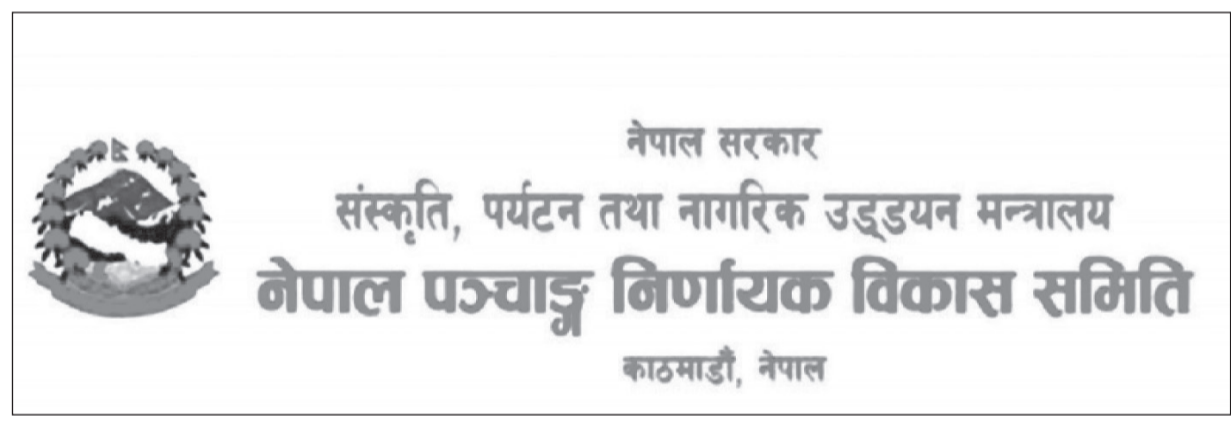 नेपाल सरकार
संस्कृति, पर्यटन तथा नागरिक उड्डयन मन्त्रालय
नेपाल पञ्चाङ्ग निर्णायक विकास समिति
काठमाडौँ, नेपाल